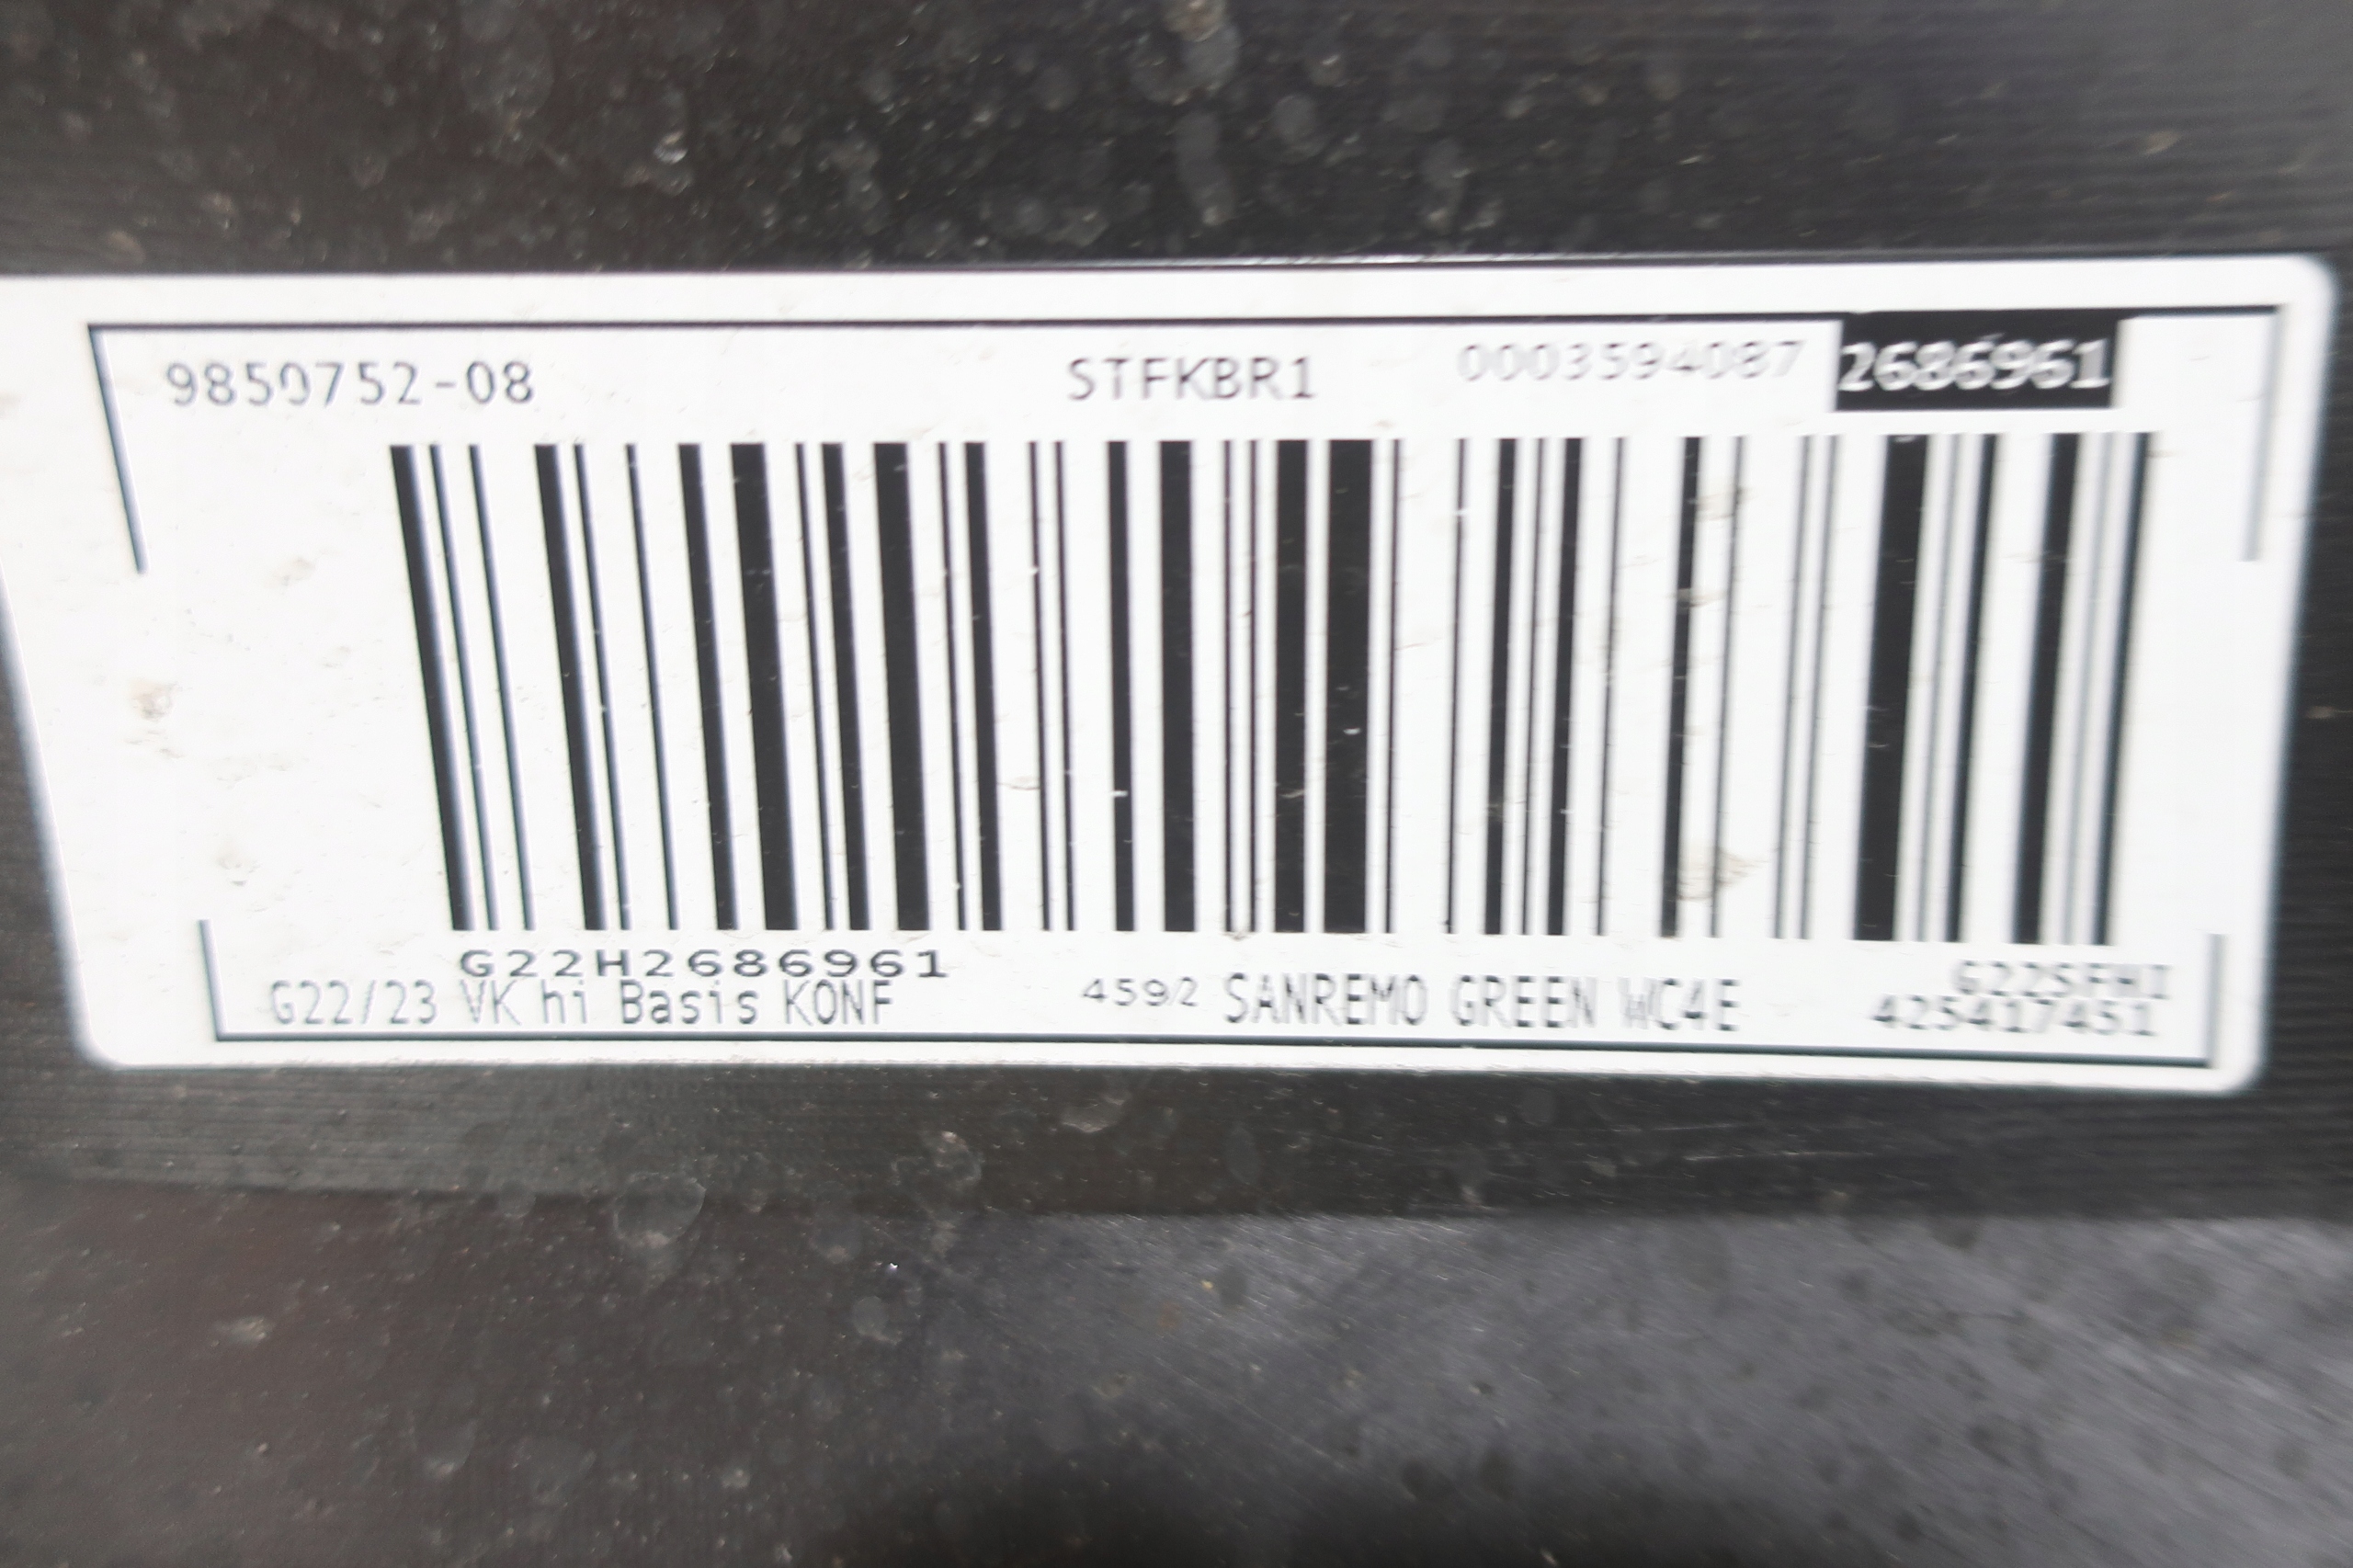 9850752-08 STFKBR1 0003594087 2686961
G22H2686961 G22SFHI
G22/23 VK hi Basis KONF 4592 SANREMO GREEN WC4E 425417451